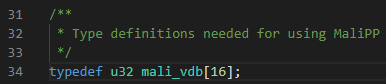 31 /**
32  * Type definitions needed for using MaliPP
33  */
34 typedef u32 mali_vdb[16];